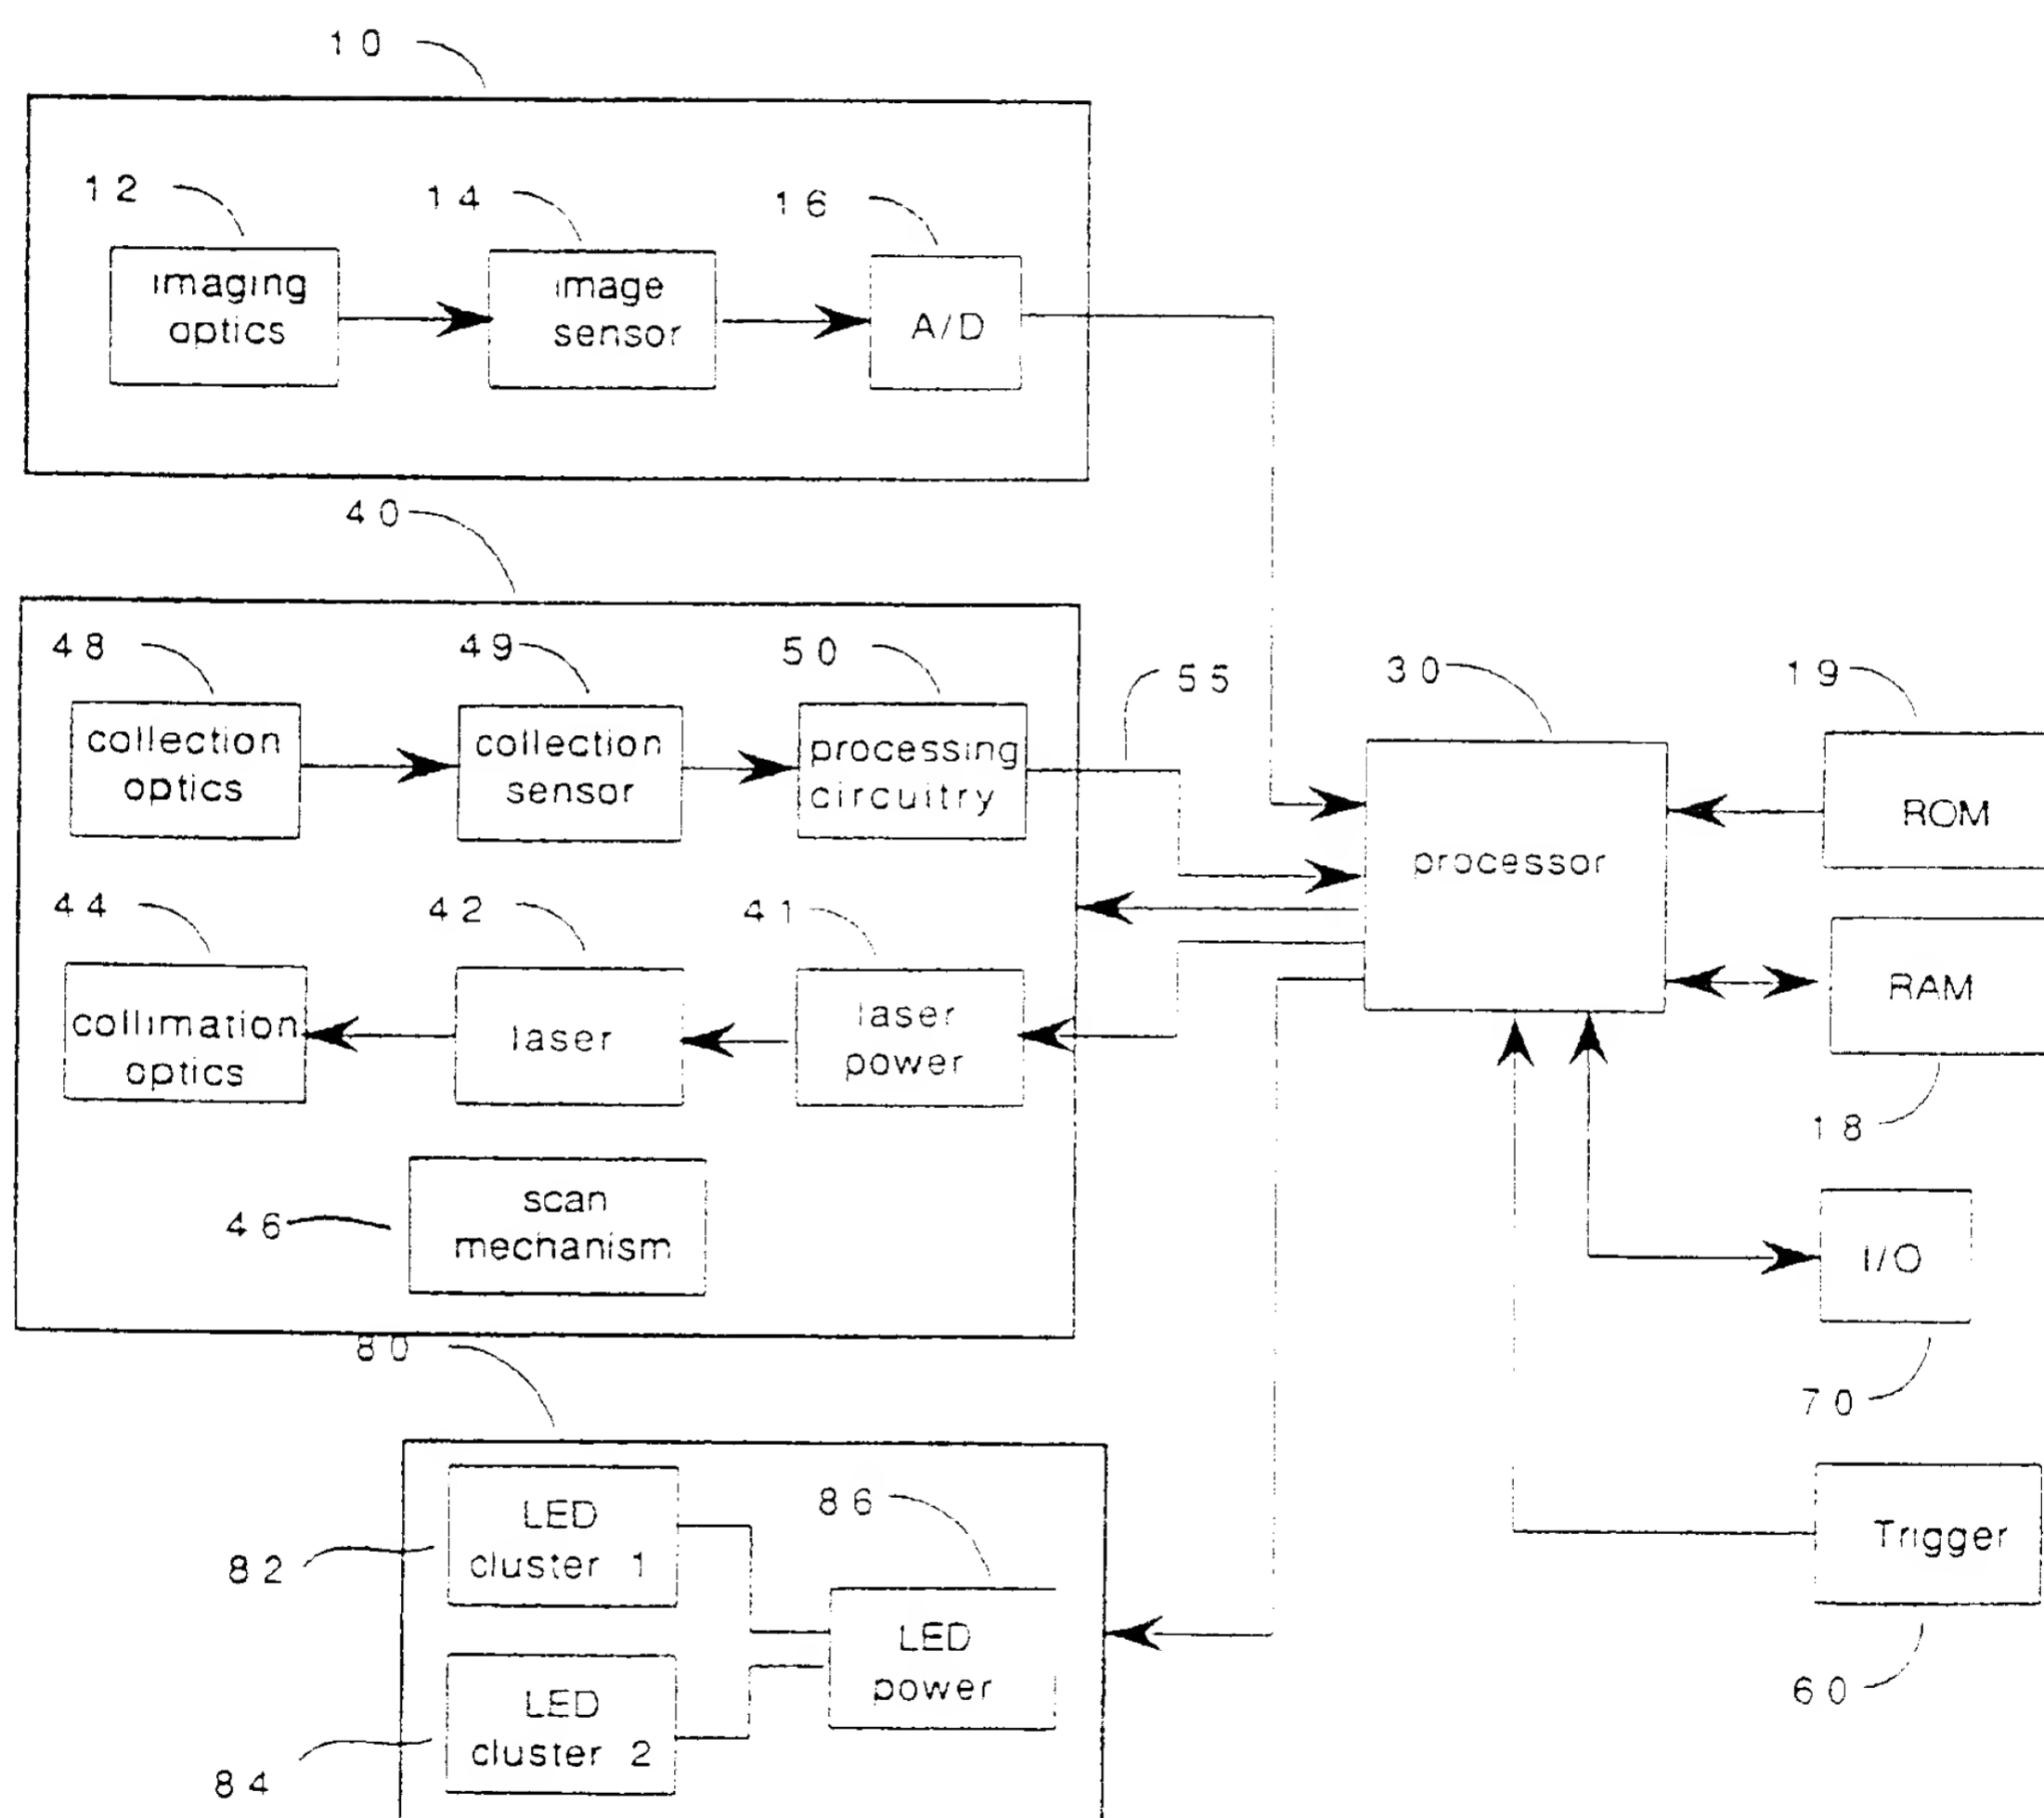 10
12
14
16
imaging
optics
image
sensor
A/D
40
48
49
50
55
30
19
collection
optics
collection
sensor
processing
circuitry
processor
ROM
44
42
41
collimation
optics
laser
laser
power
RAM
18
46
scan
mechanism
I/O
70
80
86
LED
cluster 1
82
LED
power
Trigger
60
LED
cluster 2
84